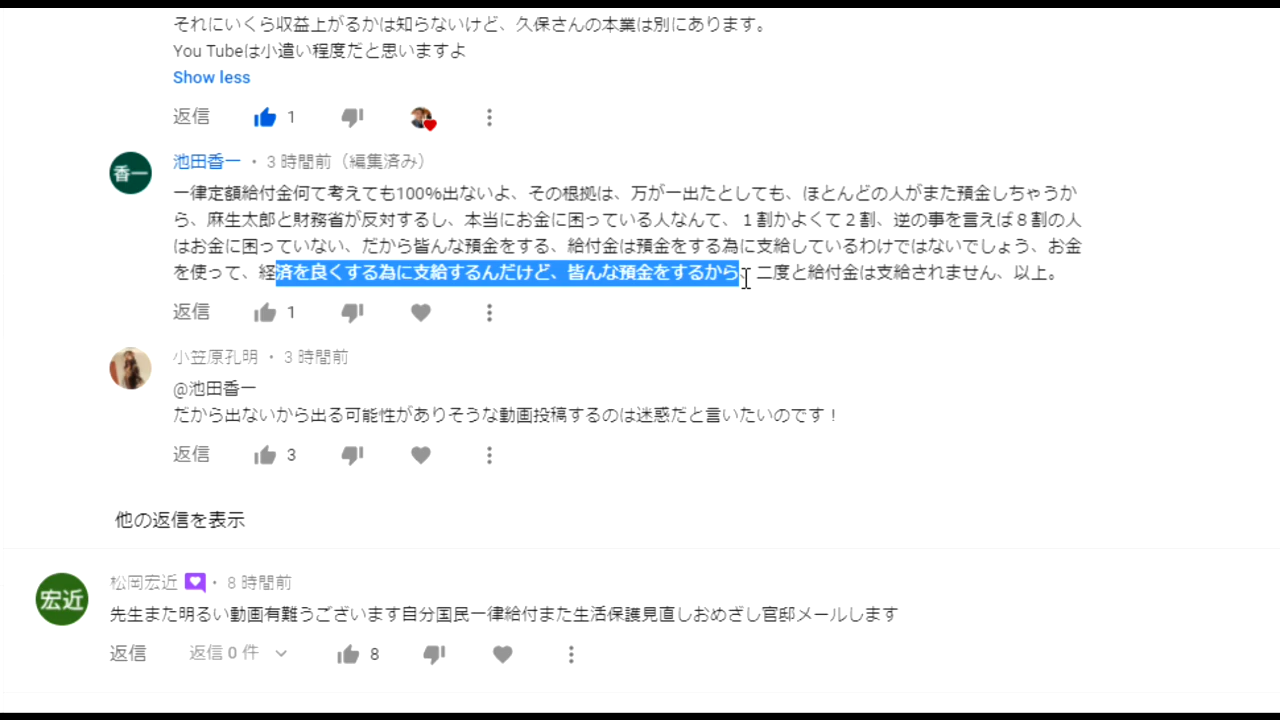 それにいくら収益上がるかは知らないけど、久保さんの本業は別にあります。
You Tubeは小遣い程度だと思いますよ
Show less
返信 1
香一
池田香一 • 3 時間前（編集済み）
一律定額給付金何て考えても100%出ないよ、その根拠は、万が一出たとしても、ほとんどの人がまた預金しちゃうか
ら、麻生太郎と財務省が反対するし、本当にお金に困っている人なんて、１割かよくて２割、逆の事を言えば８割の人
はお金に困っていない、だから皆んな預金をする、給付金は預金をする為に支給しているわけではないでしょう、お金
を使って、経済を良くする為に支給するんだけど、皆んな預金をするから、二度と給付金は支給されません、以上。
返信 1
小笠原孔明 • 3 時間前
@池田香一
だから出ないから出る可能性がありそうな動画投稿するのは迷惑だと言いたいのです！
返信 3
他の返信を表示
宏近
松岡宏近 • 8 時間前
先生また明るい動画有難うございます自分国民一律給付また生活保護見直しおめざし官邸メールします
返信 返信 0 件 8